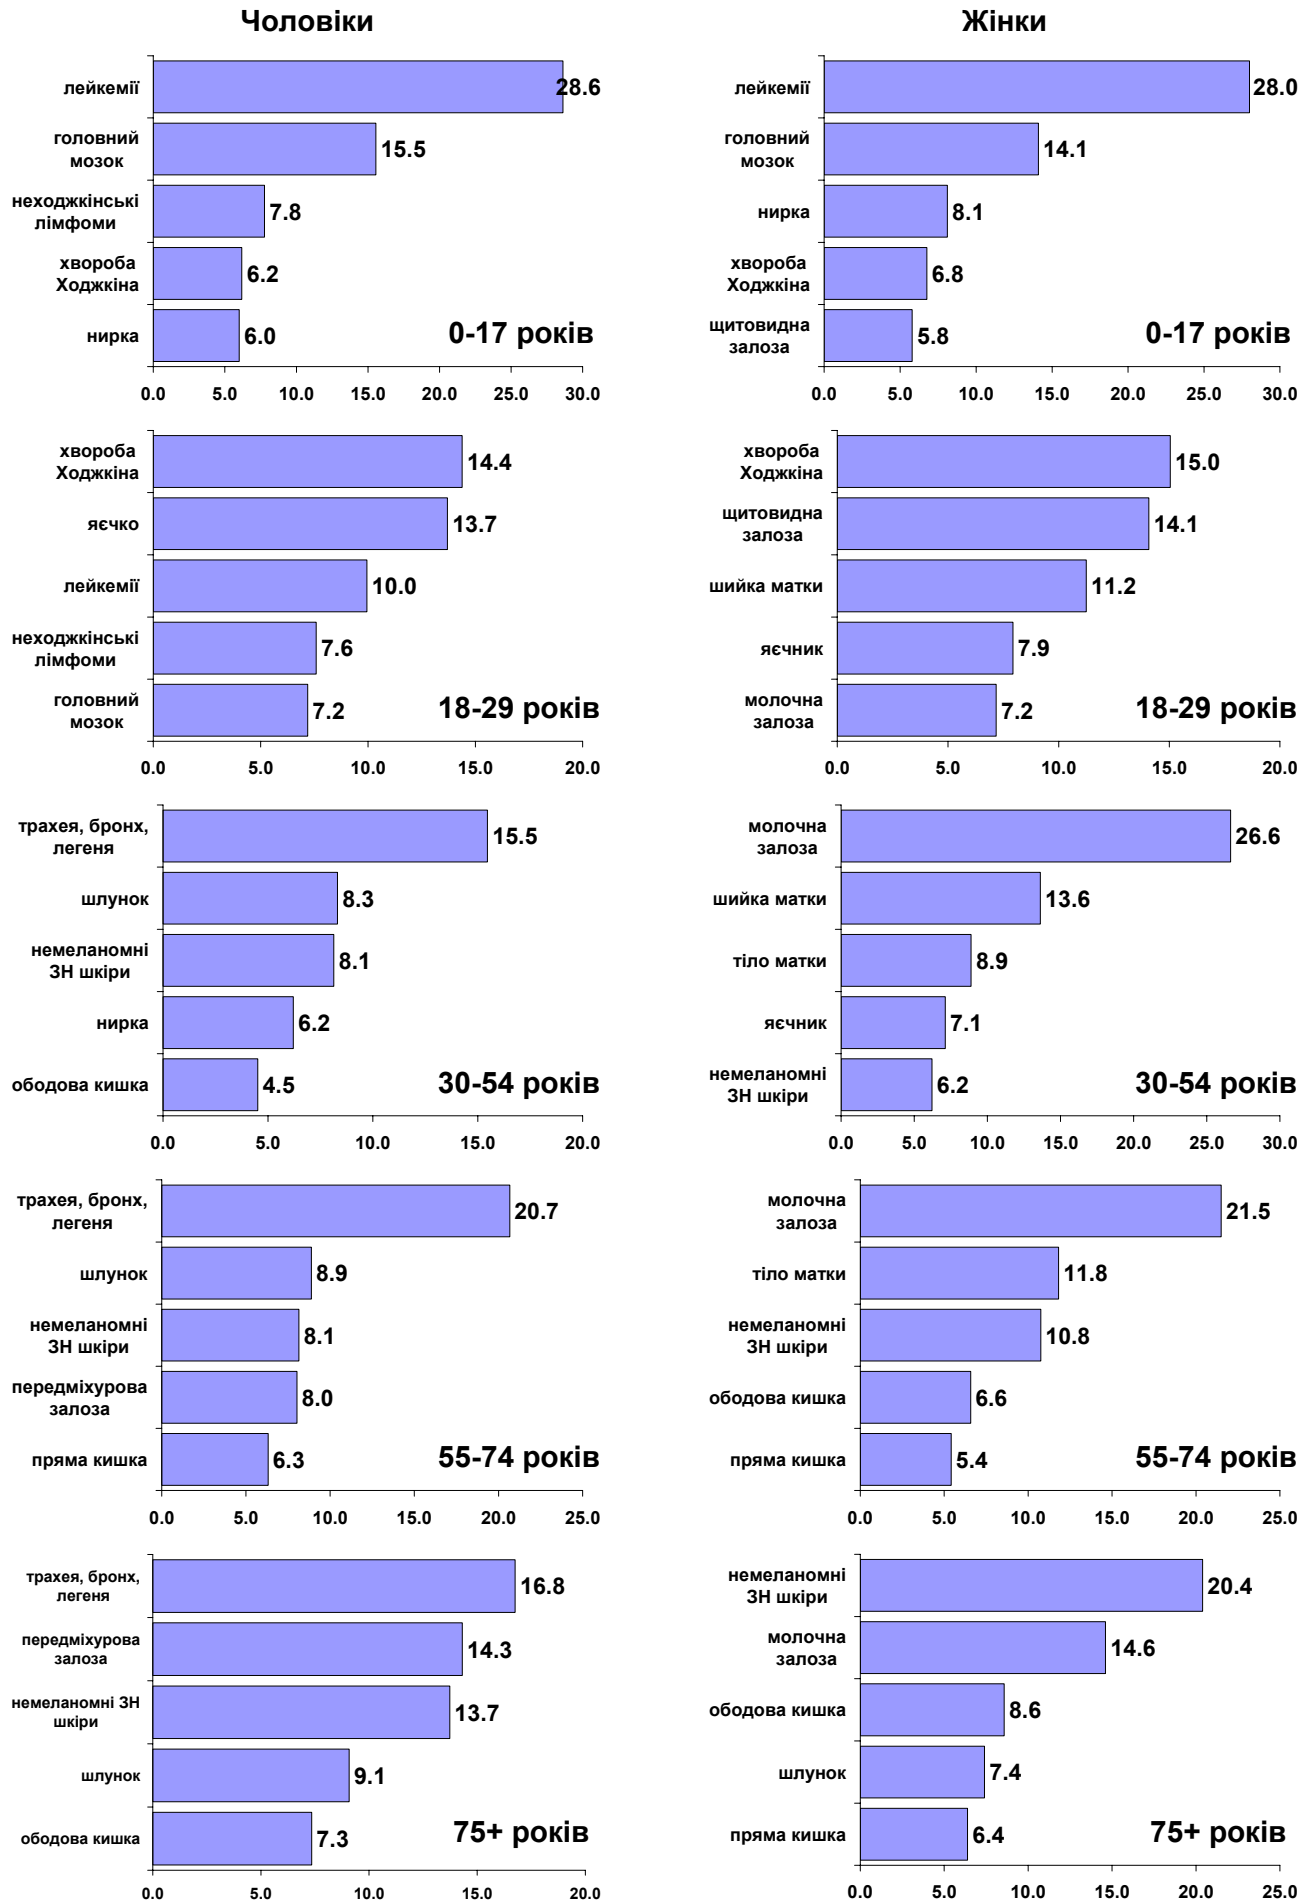 Чоловіки
лейкемії
28.6
головний
мозок
15.5
неходжкінські
лімфоми
7.8
хвороба
Ходжкіна
6.2
нирка
6.0
0-17 років
0.0 5.0 10.0 15.0 20.0 25.0 30.0
хвороба
Ходжкіна
14.4
яєчко
13.7
лейкемії
10.0
неходжкінські
лімфоми
7.6
головний
мозок
7.2
18-29 років
0.0 5.0 10.0 15.0 20.0
трахея, бронх,
легеня
15.5
шлунок
8.3
немеланомні
ЗН шкіри
8.1
нирка
6.2
ободова кишка
4.5
30-54 років
0.0 5.0 10.0 15.0 20.0
трахея, бронх,
легеня
20.7
шлунок
8.9
немеланомні
ЗН шкіри
8.1
передміхурова
залоза
8.0
пряма кишка
6.3
55-74 років
0.0 5.0 10.0 15.0 20.0 25.0
трахея, бронх,
легеня
16.8
передміхурова
залоза
14.3
немеланомні ЗН
шкіри
13.7
шлунок
9.1
ободова кишка
7.3
75+ років
0.0 5.0 10.0 15.0 20.0
Жінки
лейкемії
28.0
головний
мозок
14.1
нирка
8.1
хвороба
Ходжкіна
6.8
щитовидна
залоза
5.8
0-17 років
0.0 5.0 10.0 15.0 20.0 25.0 30.0
хвороба
Ходжкіна
15.0
щитовидна
залоза
14.1
шийка матки
11.2
яєчник
7.9
молочна
залоза
7.2
18-29 років
0.0 5.0 10.0 15.0 20.0
молочна
залоза
26.6
шийка матки
13.6
тіло матки
8.9
яєчник
7.1
немеланомні
ЗН шкіри
6.2
30-54 років
0.0 5.0 10.0 15.0 20.0 25.0 30.0
молочна
залоза
21.5
тіло матки
11.8
немеланомні
ЗН шкіри
10.8
ободова кишка
6.6
пряма кишка
5.4
55-74 років
0.0 5.0 10.0 15.0 20.0 25.0
немеланомні
ЗН шкіри
20.4
молочна
залоза
14.6
ободова кишка
8.6
шлунок
7.4
пряма кишка
6.4
75+ років
0.0 5.0 10.0 15.0 20.0 25.0